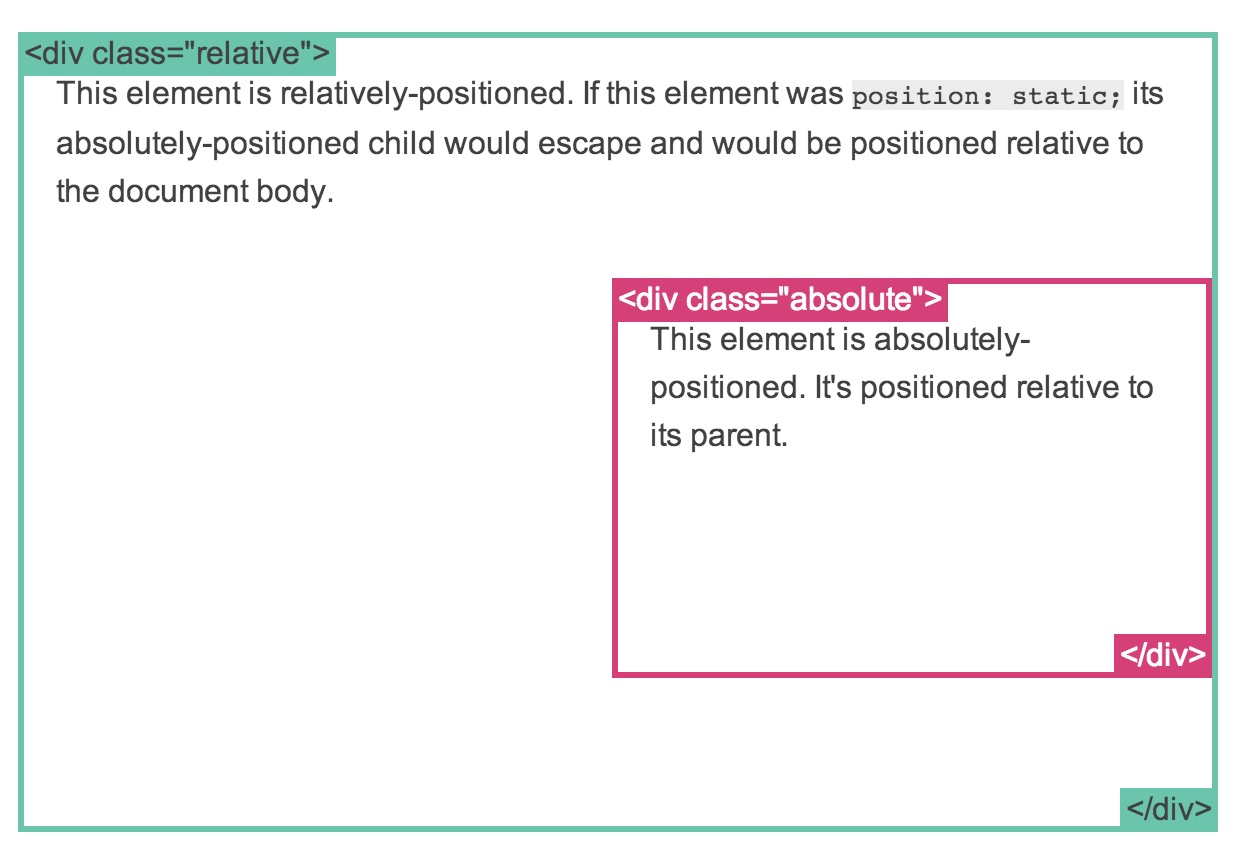 <div class="relative">
This element is relatively-positioned. If this element was position: static; its
absolutely-positioned child would escape and would be positioned relative to
the document body.
<div class="absolute">
This element is absolutely-
positioned. It's positioned relative to
its parent.
</div>
</div>